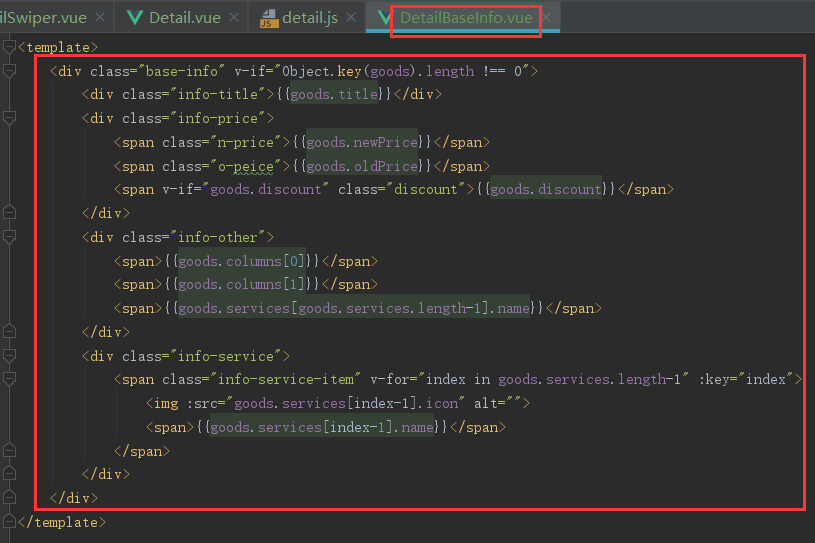 ilSwiper.vue × Detail.vue × detail.js × DetailBaseInfo.vue ×
<template>
<div class="base-info" v-if="Object.key(goods).length !== 0">
<div class="info-title">{{goods.title}}</div>
<div class="info-price">
<span class="n-price">{{goods.newPrice}}</span>
<span class="o-peice">{{goods.oldPrice}}</span>
<span v-if="goods.discount" class="discount">{{goods.discount}}</span>
</div>
<div class="info-other">
<span>{{goods.columns[0]}}</span>
<span>{{goods.columns[1]}}</span>
<span>{{goods.services[goods.services.length-1].name}}</span>
</div>
<div class="info-service">
<span class="info-service-item" v-for="index in goods.services.length-1" :key="index">
<img :src="goods.services[index-1].icon" alt="">
<span>{{goods.services[index-1].name}}</span>
</span>
</div>
</div>
</template>